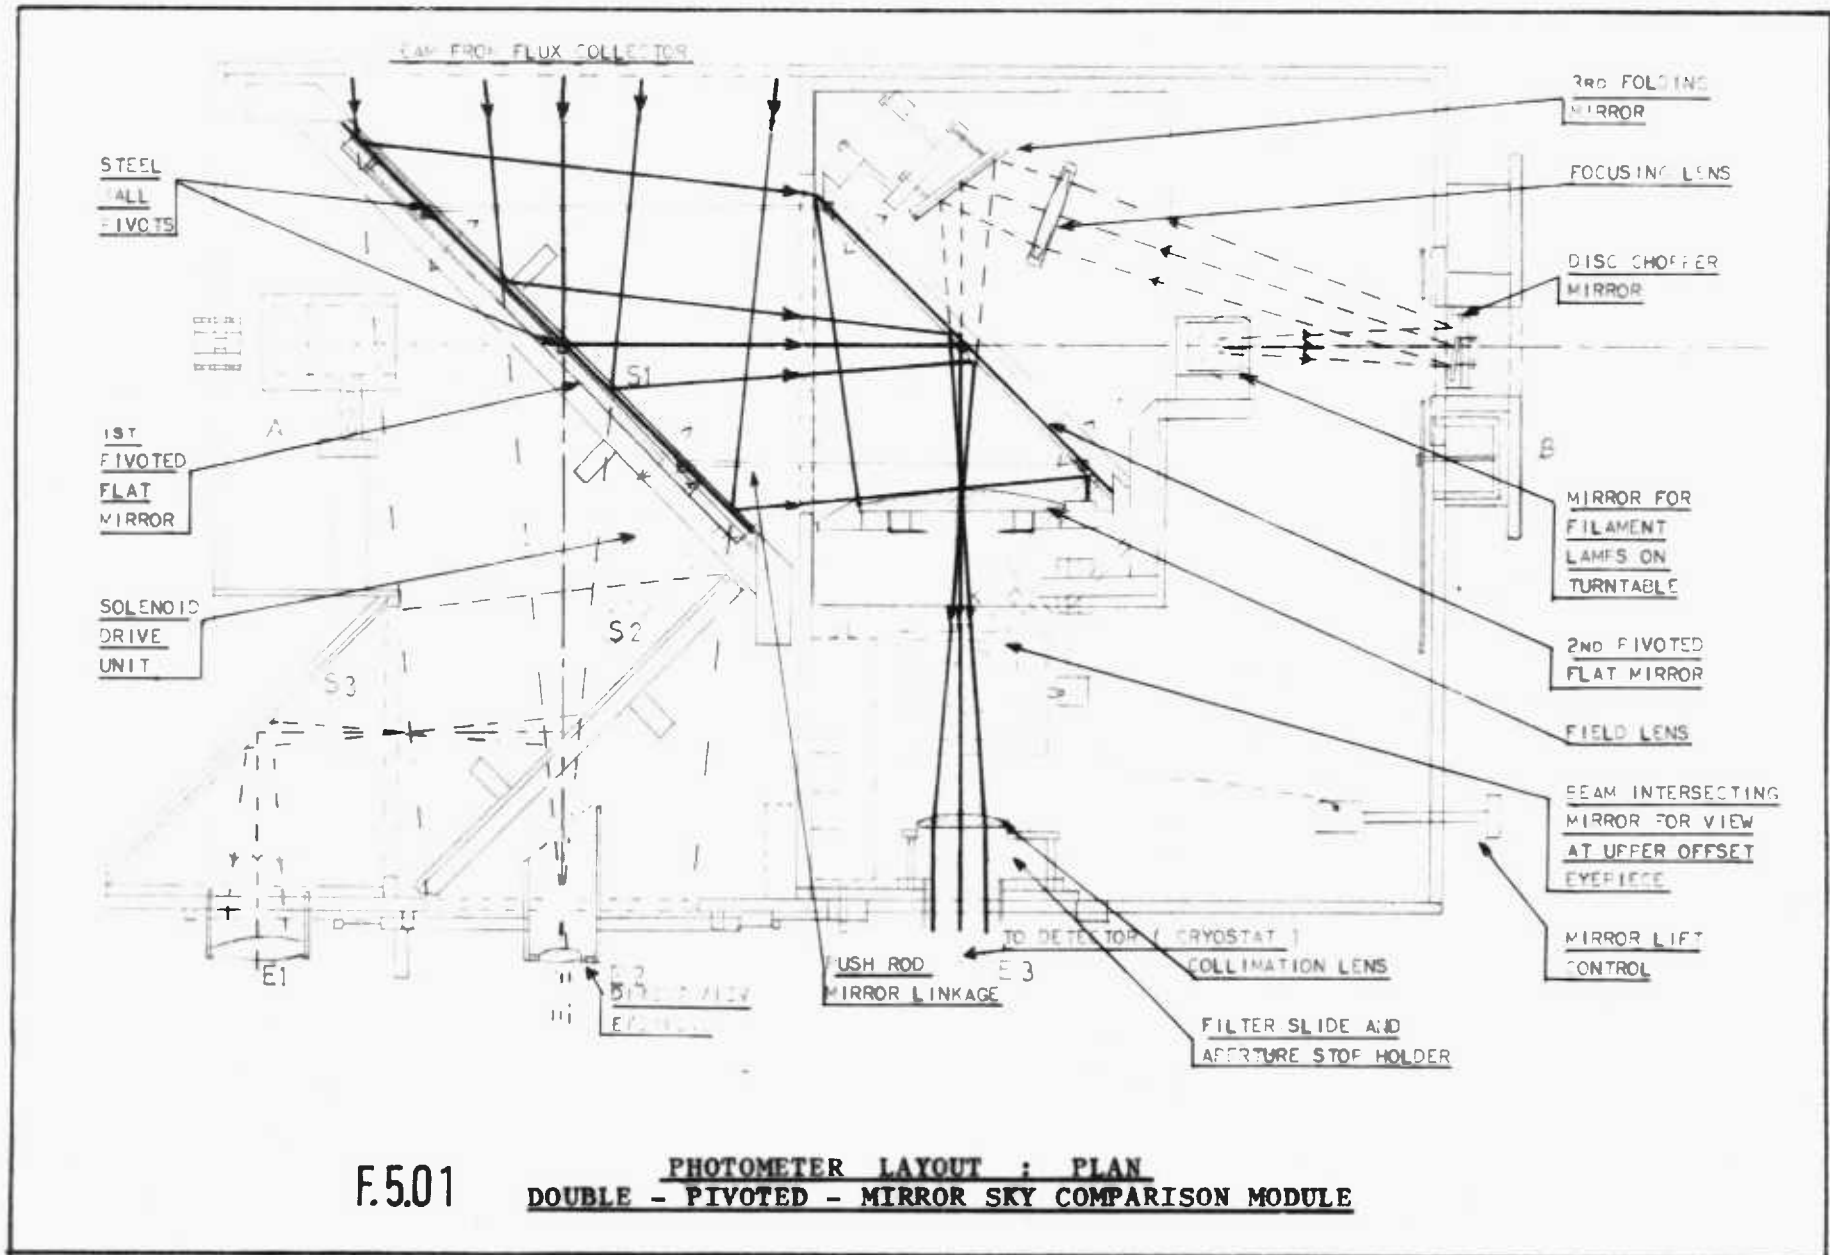 FROM FLUX COLLECTOR
STEEL
PIVOTS
1ST
PIVOTED
FLAT
MIRROR
SOLENOID
DRIVE
UNIT
A
S1
S2
S3
E1
E3
B
3RD FOLDING
MIRROR
FOCUSING LENS
DISC CHOPPER
MIRROR
MIRROR FOR
FILAMENT
LAMPS ON
TURNTABLE
2ND PIVOTED
FLAT MIRROR
FIELD LENS
BEAM INTERSECTING
MIRROR FOR VIEW
AT UPPER OFFSET
EYEPIECE
MIRROR LIFT
CONTROL
TO DETECTOR ( CRYOSTAT )
COLLIMATION LENS
PUSH ROD
MIRROR LINKAGE
FILTER SLIDE AND
APERTURE STOP HOLDER
F.5.01
PHOTOMETER LAYOUT : PLAN
DOUBLE - PIVOTED - MIRROR SKY COMPARISON MODULE